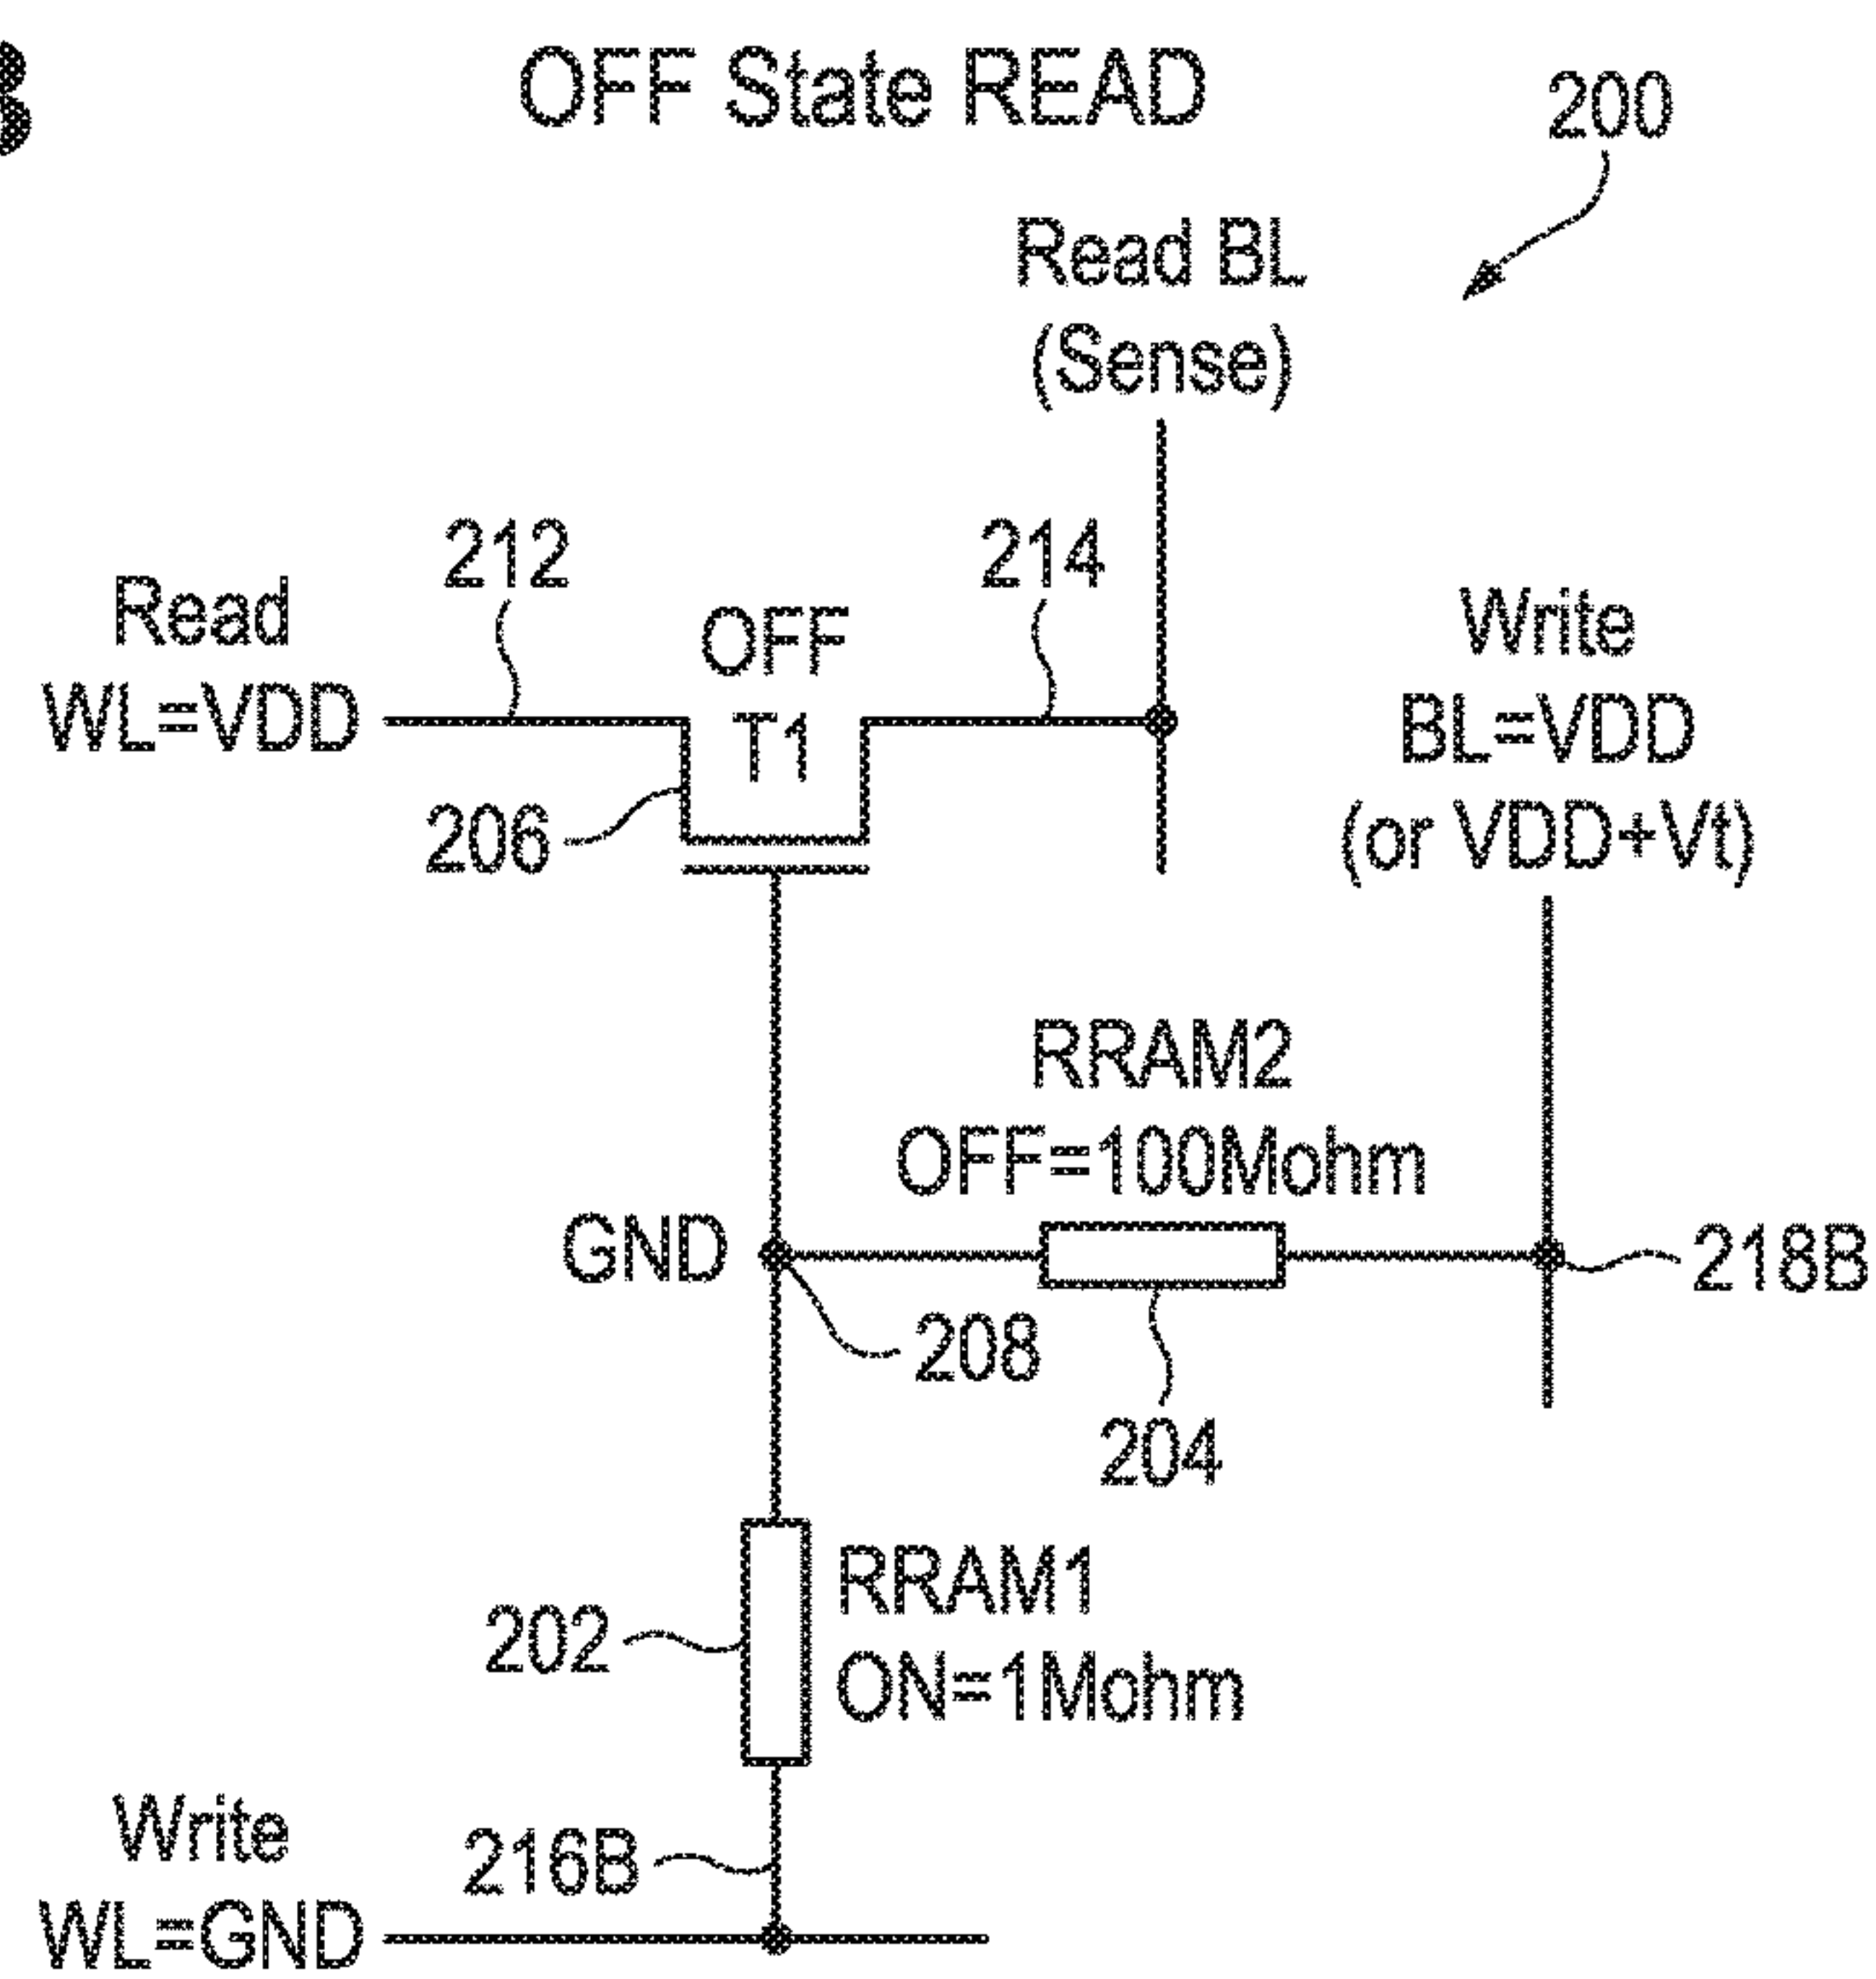 B
OFF State READ
200
Read BL
(Sense)
212
214
Read
WL=VDD
OFF
T1
Write
BL=VDD
(or VDD+Vt)
206
RRAM2
OFF=100Mohm
GND
218B
208
204
RRAM1
ON=1Mohm
202
Write
WL=GND
216B